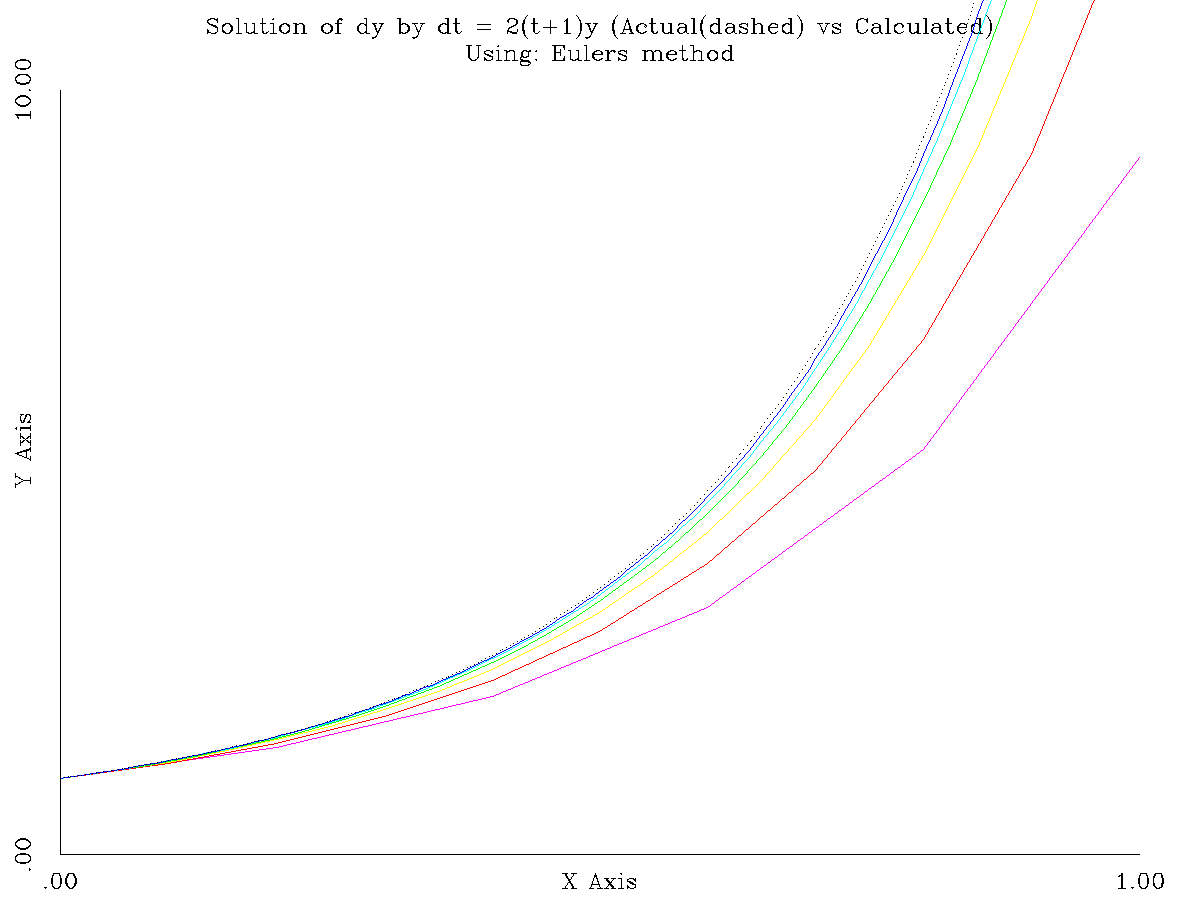 Solution of dy by dt = 2(t+1)y (Actual(dashed) vs Calculated)
Using: Eulers method
10.00
Y Axis
.00
.00
X Axis
1.00